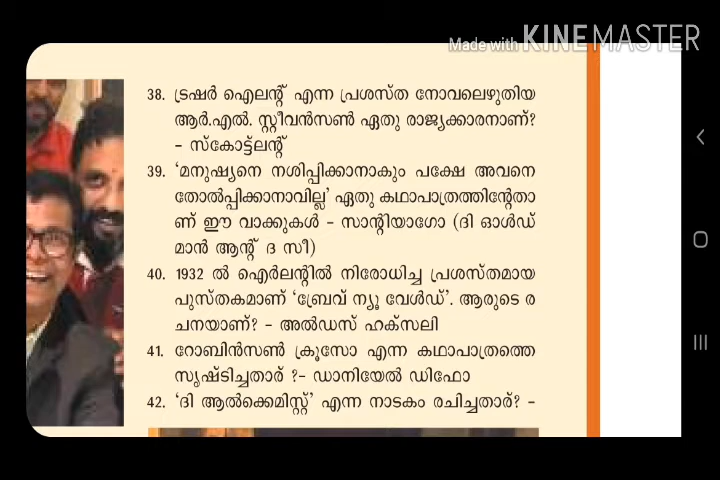 Made with KINEMASTER
38. ട്രഷർ ഐലന്റ് എന്ന പ്രശസ്ത നോവലെഴുതിയ
ആർ.എൽ. സ്റ്റീവൻസൺ ഏതു രാജ്യക്കാരനാണ്?
– സ്കോട്ട്ലന്റ്
39. ‘മനുഷ്യനെ നശിപ്പിക്കാനാകും പക്ഷേ അവനെ
തോൽപ്പിക്കാനാവില്ല’ ഏതു കഥാപാത്രത്തിന്റേതാ
ണ് ഈ വാക്കുകൾ – സാന്റിയാഗോ (ദി ഓൾഡ്
മാൻ ആന്റ് ദ സീ)
40. 1932 ൽ ഐർലന്റിൽ നിരോധിച്ച പ്രശസ്തമായ
പുസ്തകമാണ് ‘ബ്രേവ് ന്യൂ വേൾഡ്’. ആരുടെ ര
ചനയാണ്? – അൽഡസ് ഹക്സലി
41. റോബിൻസൺ ക്രൂസോ എന്ന കഥാപാത്രത്തെ
സൃഷ്ടിച്ചതാര് ?– ഡാനിയേൽ ഡിഫോ
42. ‘ദി ആൽക്കെമിസ്റ്റ്’ എന്ന നാടകം രചിച്ചതാര്? –